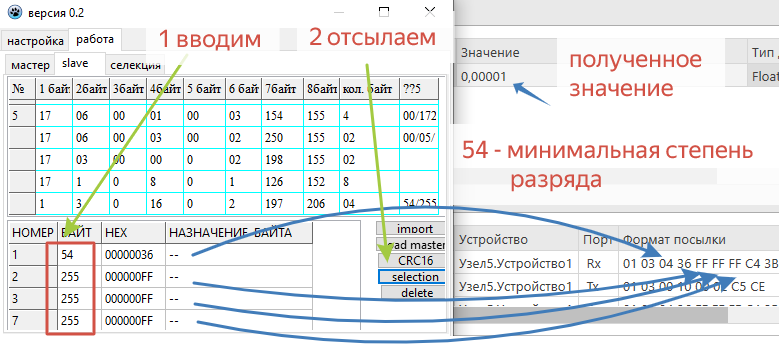 версия 0.2
настройка работа
мастер slave селекция
1 вводим
2 отсылаем
№ 1 байт 2байт 3байт 4байт 5 байт 6 бай 7байт 8байт кол. байт ??5
5 17 06 00 01 00 03 154 155 4 00/172
17 06 00 03 00 02 250 155 02 00/05/
17 03 00 00 0 02 198 155 02
17 1 0 8 0 1 126 152 8
1 3 0 16 0 2 197 206 04 54/255
НОМЕР БАЙТ HEX НАЗНАЧЕНИЕ БАЙТА
1 54 00000036 --
2 255 000000FF --
3 255 000000FF --
7 255 000000FF --
import
master
CRC16
selection
delete
Значение Тип
0,00001 Float
полученное
значение
54 - минимальная степень
разряда
Устройство Порт Формат посылки
Узел5.Устройство1 Rx 01 03 04 36 FF FF FF C4 3B
Узел5.Устройство1 Tx 01 03 00 10 00 02 C5 CE